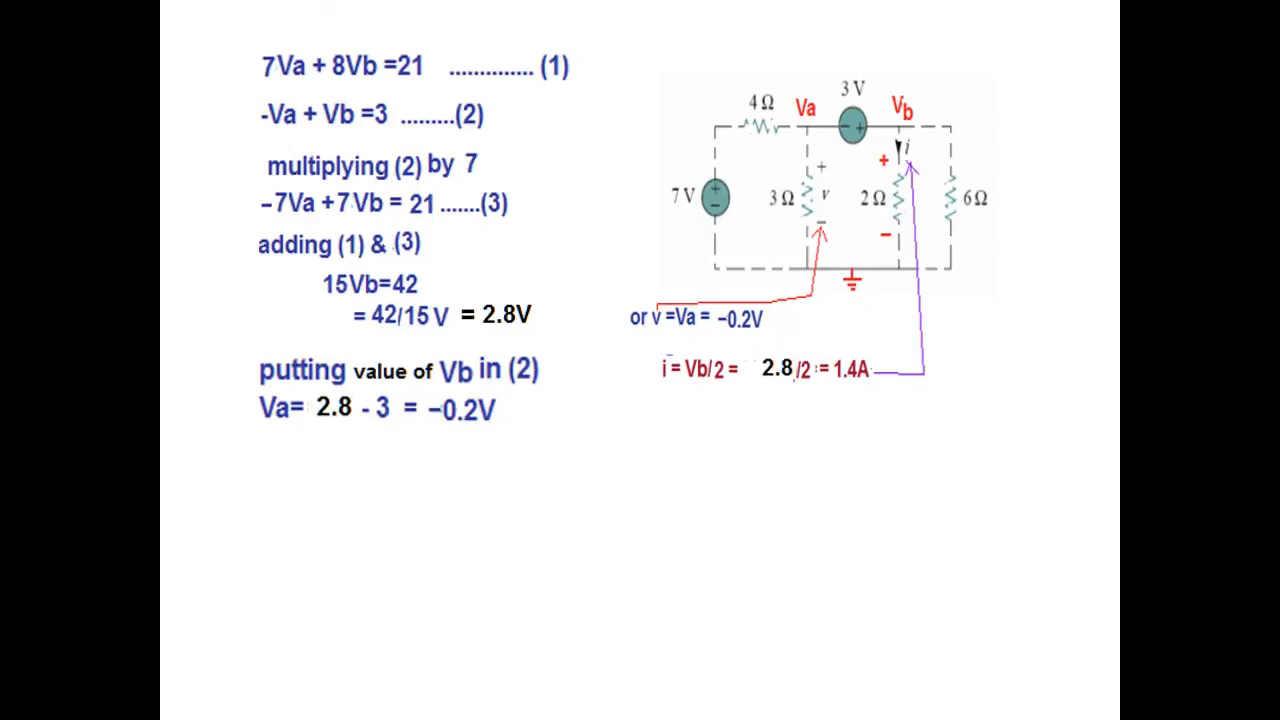 7Va + 8Vb =21 .............. (1)
-Va + Vb =3 .........(2)
multiplying (2) by 7
−7Va +7Vb = 21 .......(3)
adding (1) & (3)
15Vb=42
= 42/15 V = 2.8V
putting value of Vb in (2)
Va= 2.8 - 3 = −0.2V
3 V
4 Ω Va Vb
- +
i
+ +
7 V + − 3 Ω v 2 Ω 6 Ω
− −
or v =Va = −0.2V
i = Vb/2 = 2.8 /2 = 1.4A